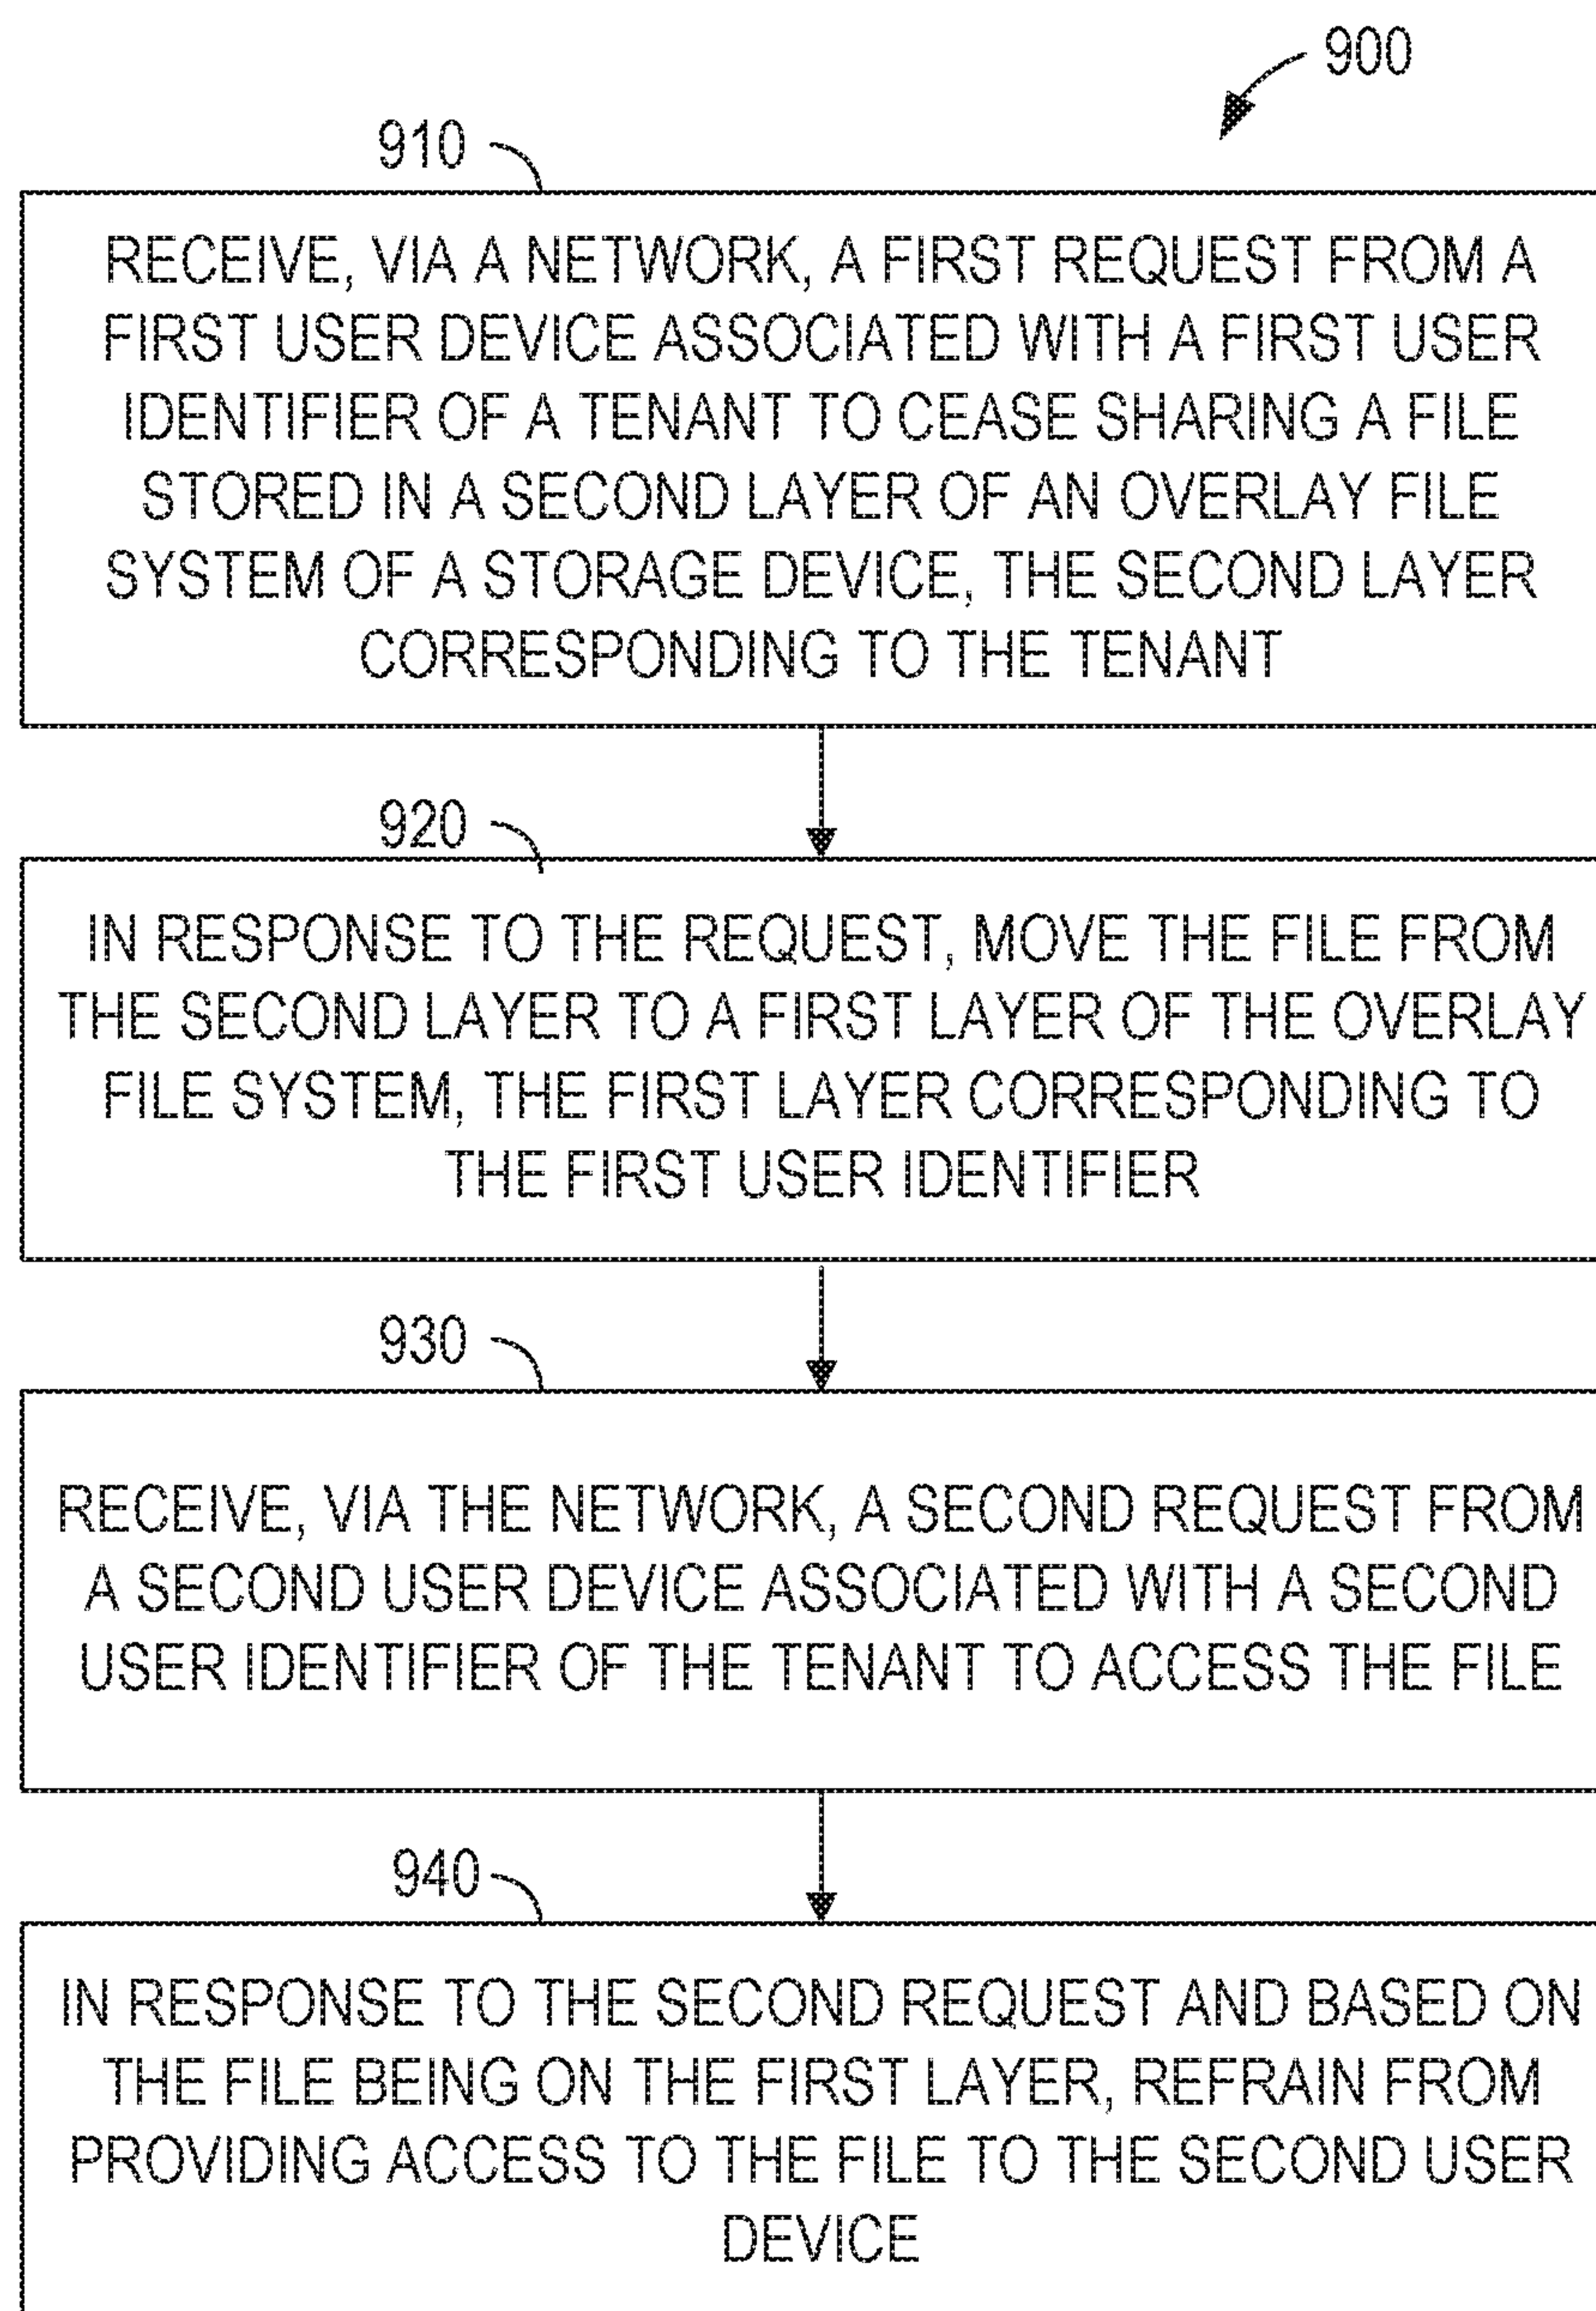 900
910
RECEIVE, VIA A NETWORK, A FIRST REQUEST FROM A
FIRST USER DEVICE ASSOCIATED WITH A FIRST USER
IDENTIFIER OF A TENANT TO CEASE SHARING A FILE
STORED IN A SECOND LAYER OF AN OVERLAY FILE
SYSTEM OF A STORAGE DEVICE, THE SECOND LAYER
CORRESPONDING TO THE TENANT
920
IN RESPONSE TO THE REQUEST, MOVE THE FILE FROM
THE SECOND LAYER TO A FIRST LAYER OF THE OVERLAY
FILE SYSTEM, THE FIRST LAYER CORRESPONDING TO
THE FIRST USER IDENTIFIER
930
RECEIVE, VIA THE NETWORK, A SECOND REQUEST FROM
A SECOND USER DEVICE ASSOCIATED WITH A SECOND
USER IDENTIFIER OF THE TENANT TO ACCESS THE FILE
940
IN RESPONSE TO THE SECOND REQUEST AND BASED ON
THE FILE BEING ON THE FIRST LAYER, REFRAIN FROM
PROVIDING ACCESS TO THE FILE TO THE SECOND USER
DEVICE